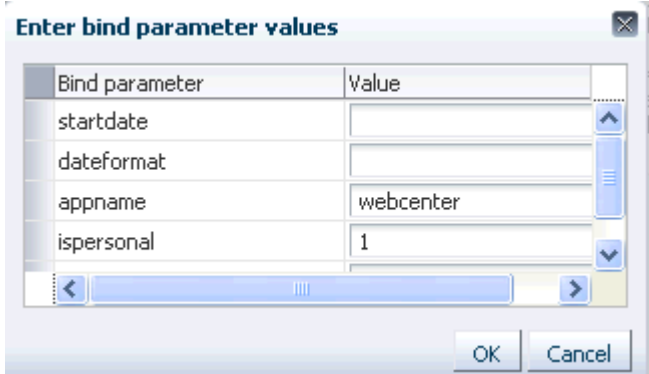 Enter bind parameter values
Bind parameter Value
startdate
dateformat
appname webcenter
ispersonal 1
OK Cancel